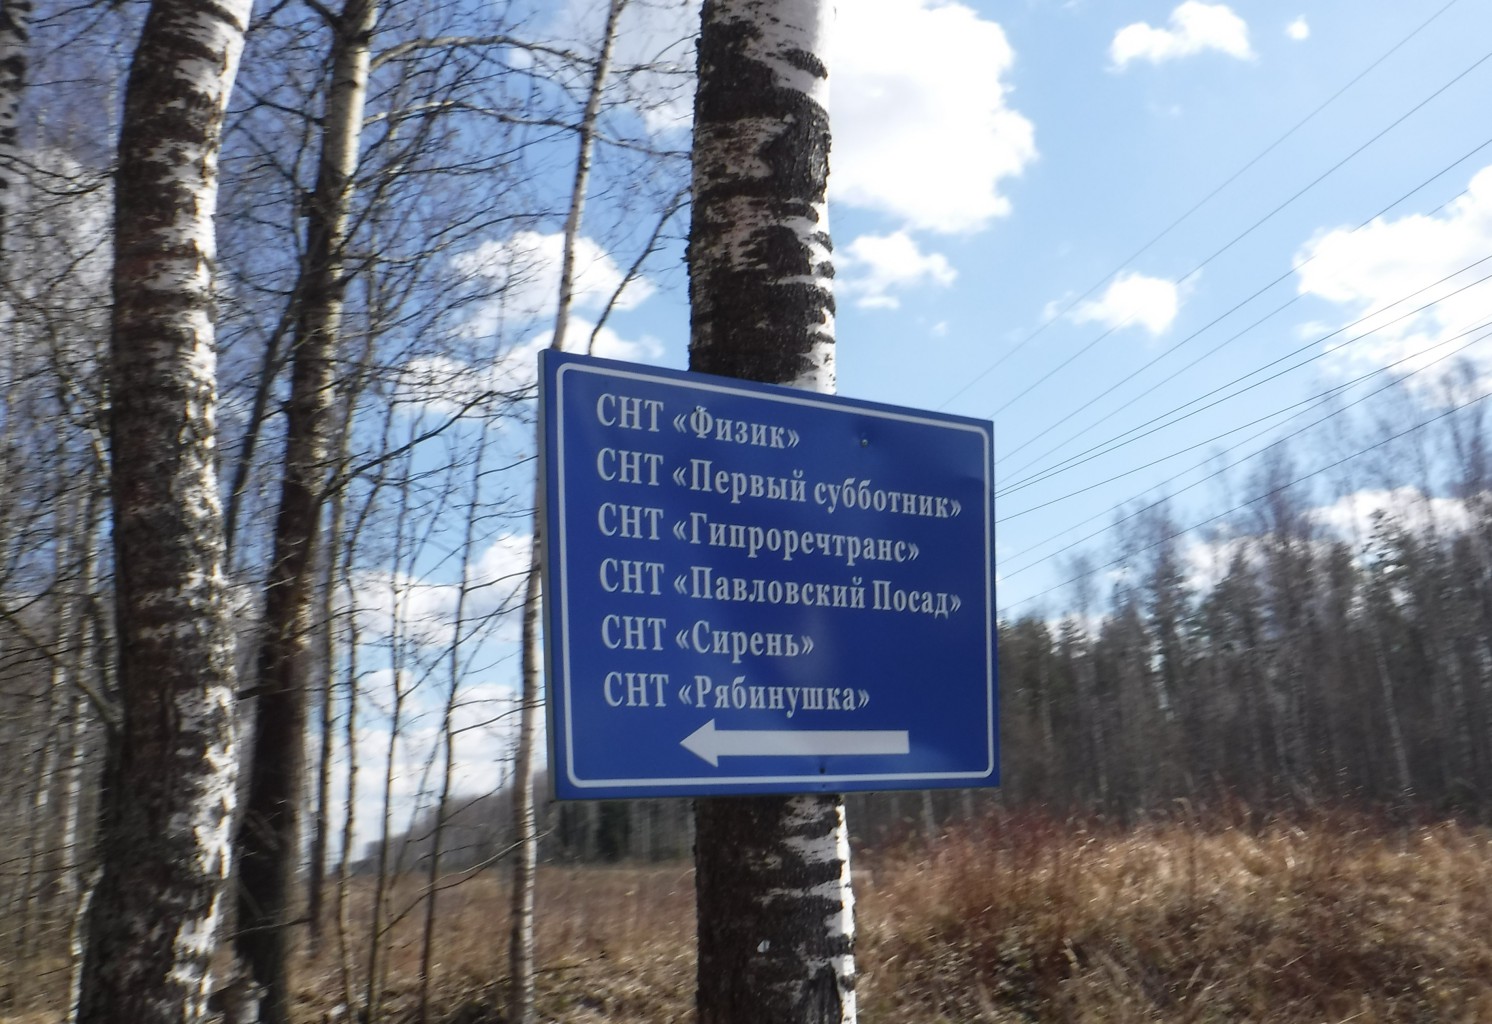 СНТ «Физик»
СНТ «Первый субботник»
СНТ «Гипроречтранс»
СНТ «Павловский Посад»
СНТ «Сирень»
СНТ «Рябинушка»